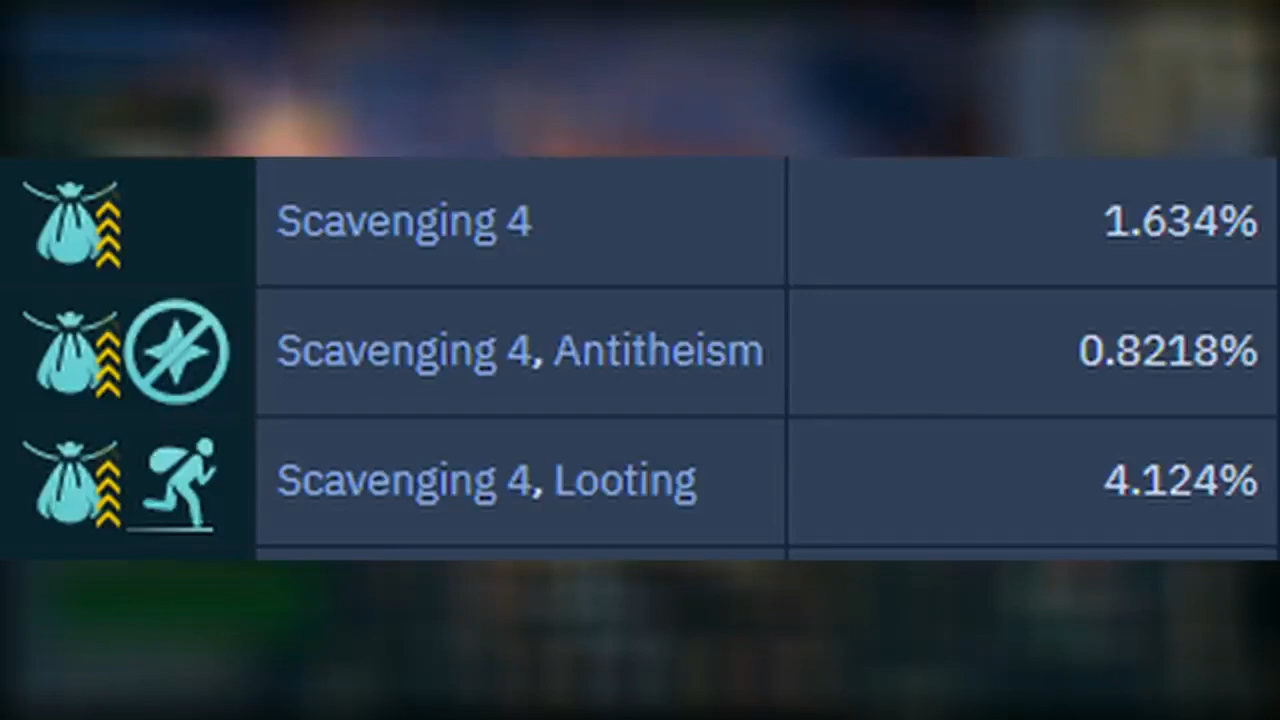 Scavenging 4 1.634%
Scavenging 4, Antitheism 0.8218%
Scavenging 4, Looting 4.124%